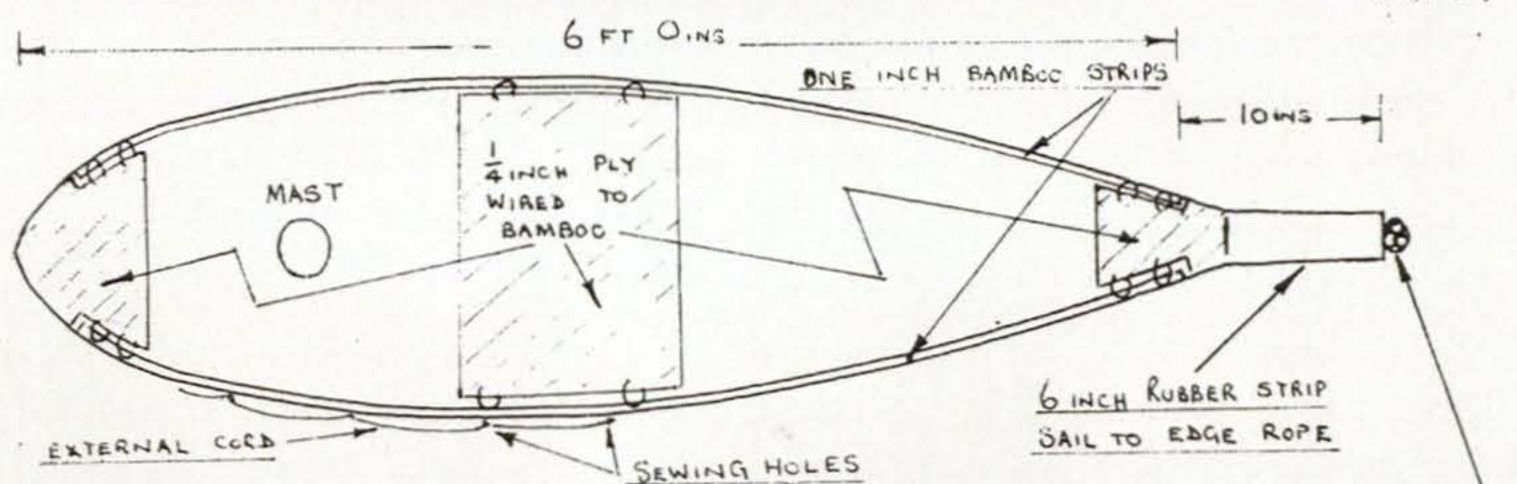 6 FT 0 INS
ONE INCH BAMBOO STRIPS
10 INS
1/4 INCH PLY
WIRED TO
BAMBOO
MAST
6 INCH RUBBER STRIP
SAIL TO EDGE ROPE
EXTERNAL CORD
SEWING HOLES